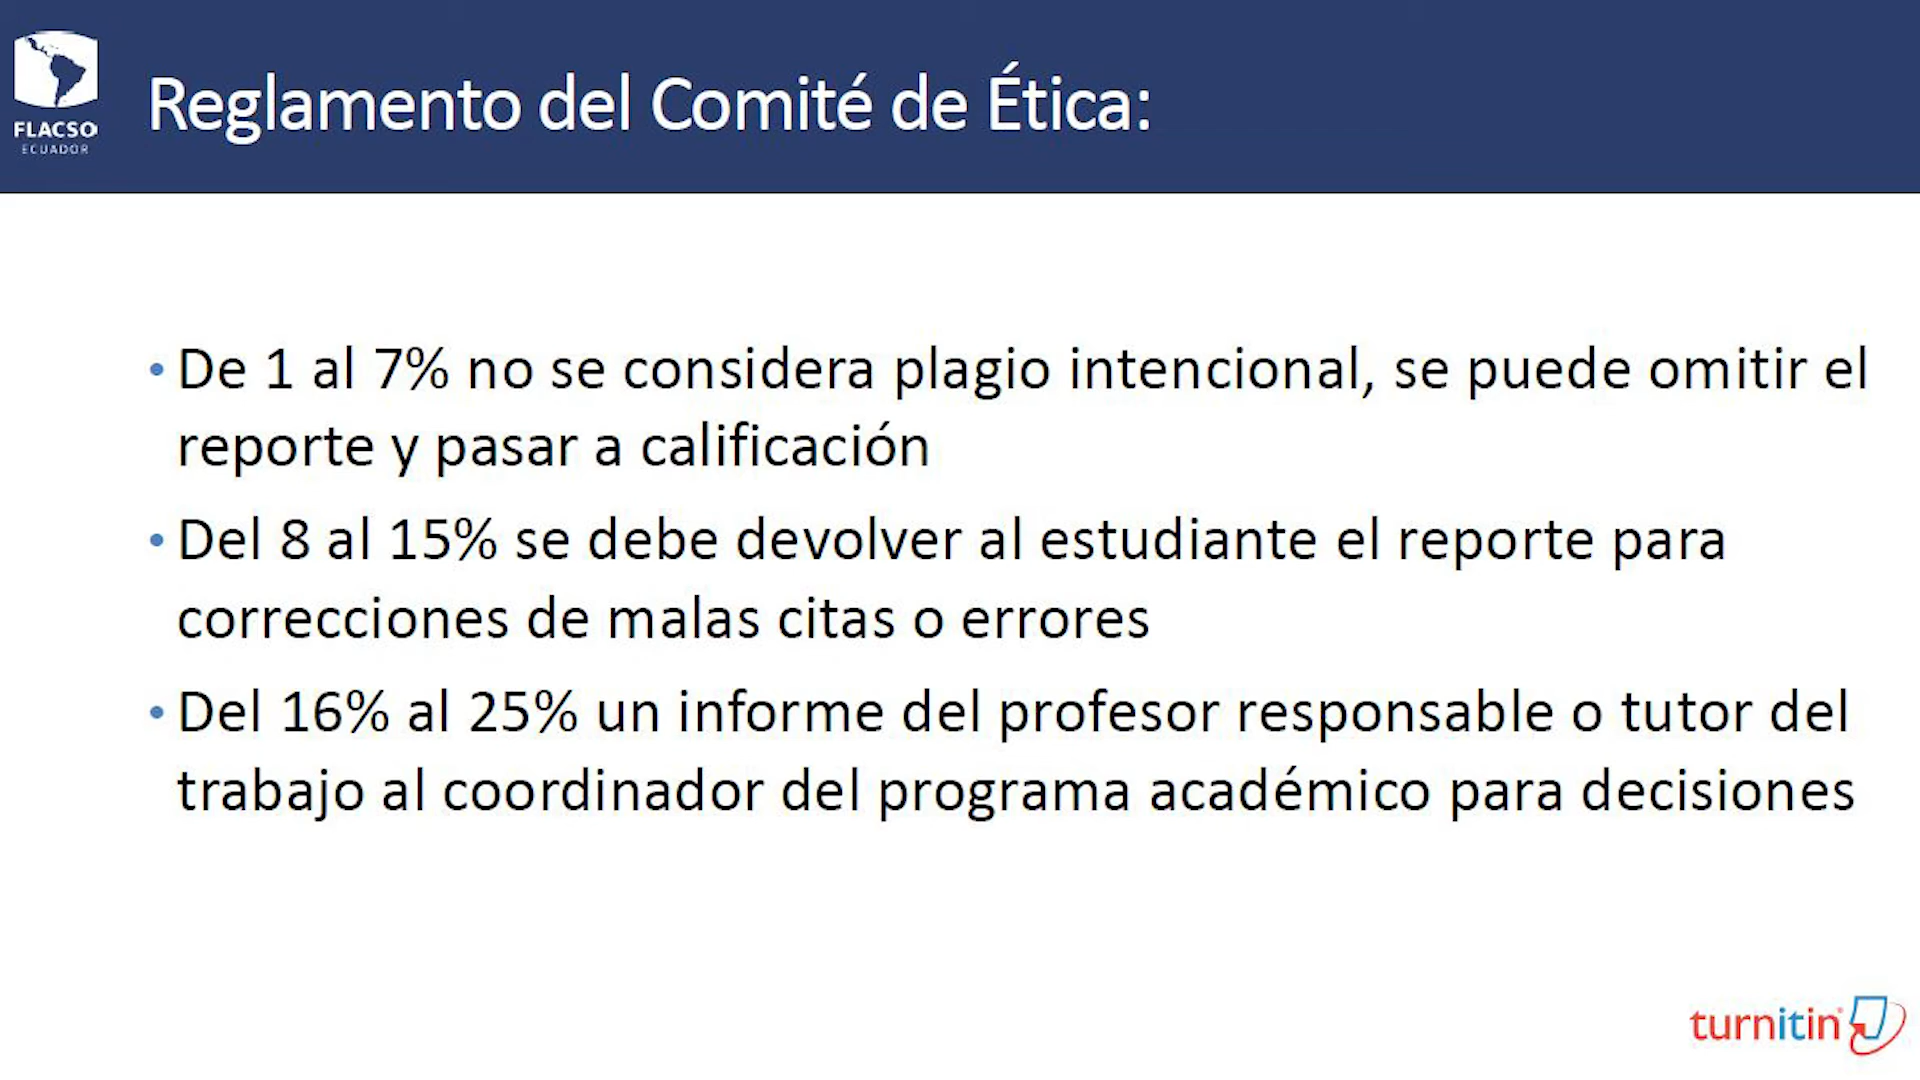 FLACSO
ECUADOR
Reglamento del Comité de Ética:
• De 1 al 7% no se considera plagio intencional, se puede omitir el
reporte y pasar a calificación
• Del 8 al 15% se debe devolver al estudiante el reporte para
correcciones de malas citas o errores
• Del 16% al 25% un informe del profesor responsable o tutor del
trabajo al coordinador del programa académico para decisiones
turnitin